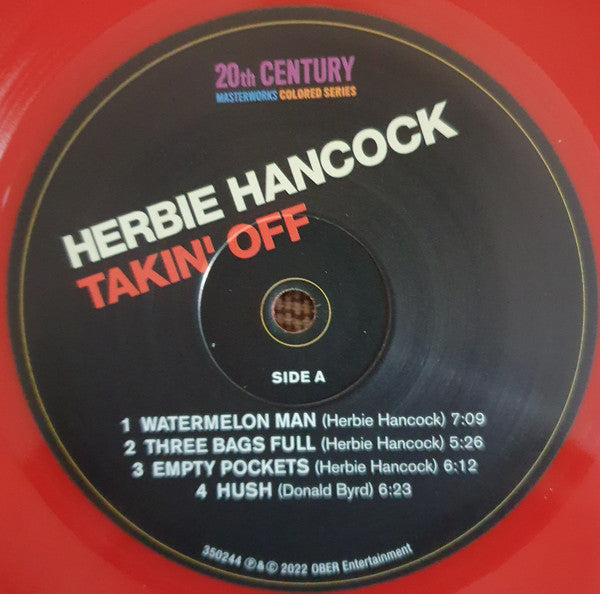 20th CENTURY
MASTERWORKS COLORED SERIES
HERBIE HANCOCK
TAKIN' OFF
SIDE A
1 WATERMELON MAN (Herbie Hancock) 7:09
2 THREE BAGS FULL (Herbie Hancock) 5:26
3 EMPTY POCKETS (Herbie Hancock) 6:12
4 HUSH (Donald Byrd) 6:23
350244 ℗&© 2022 OBER Entertainment